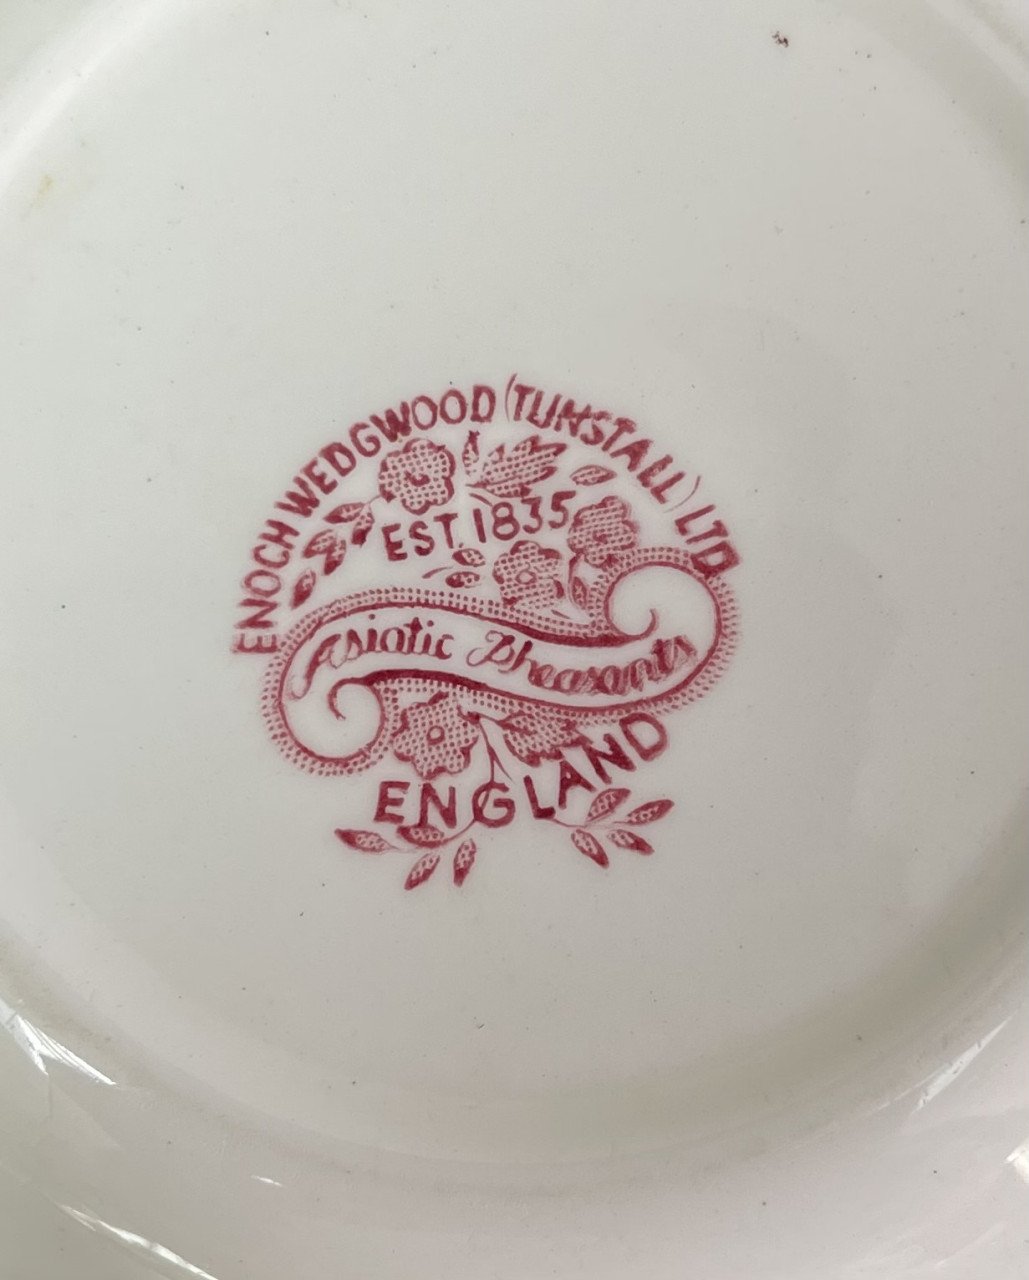 ENOCH WEDGWOOD (TUNSTALL) LTD
EST. 1835
Asiatic Pheasants
ENGLAND